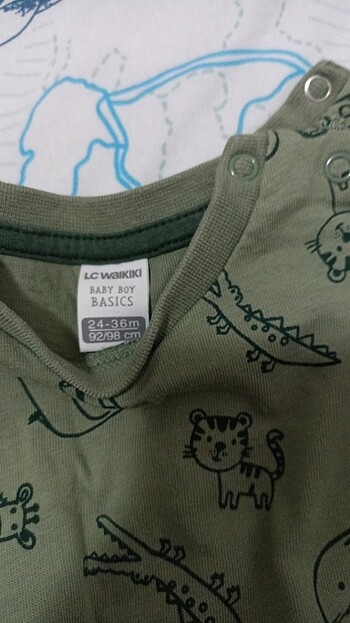 LC WAIKIKI
BABY BOY
BASICS
24-36m
92/98 cm